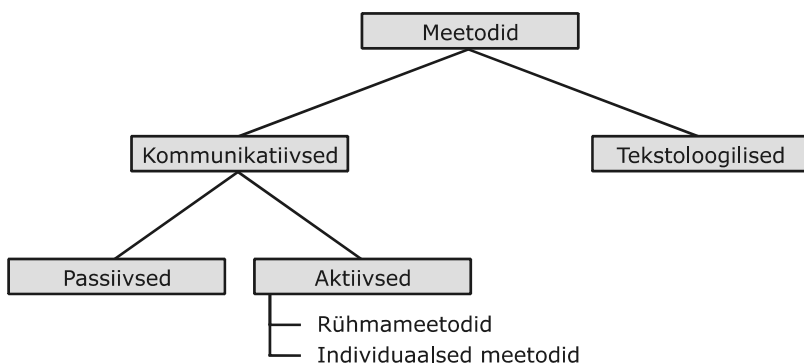 Meetodid
Kommunikatiivsed
Tekstoloogilised
Passiivsed
Aktiivsed
Rühmameetodid
Individuaalsed meetodid